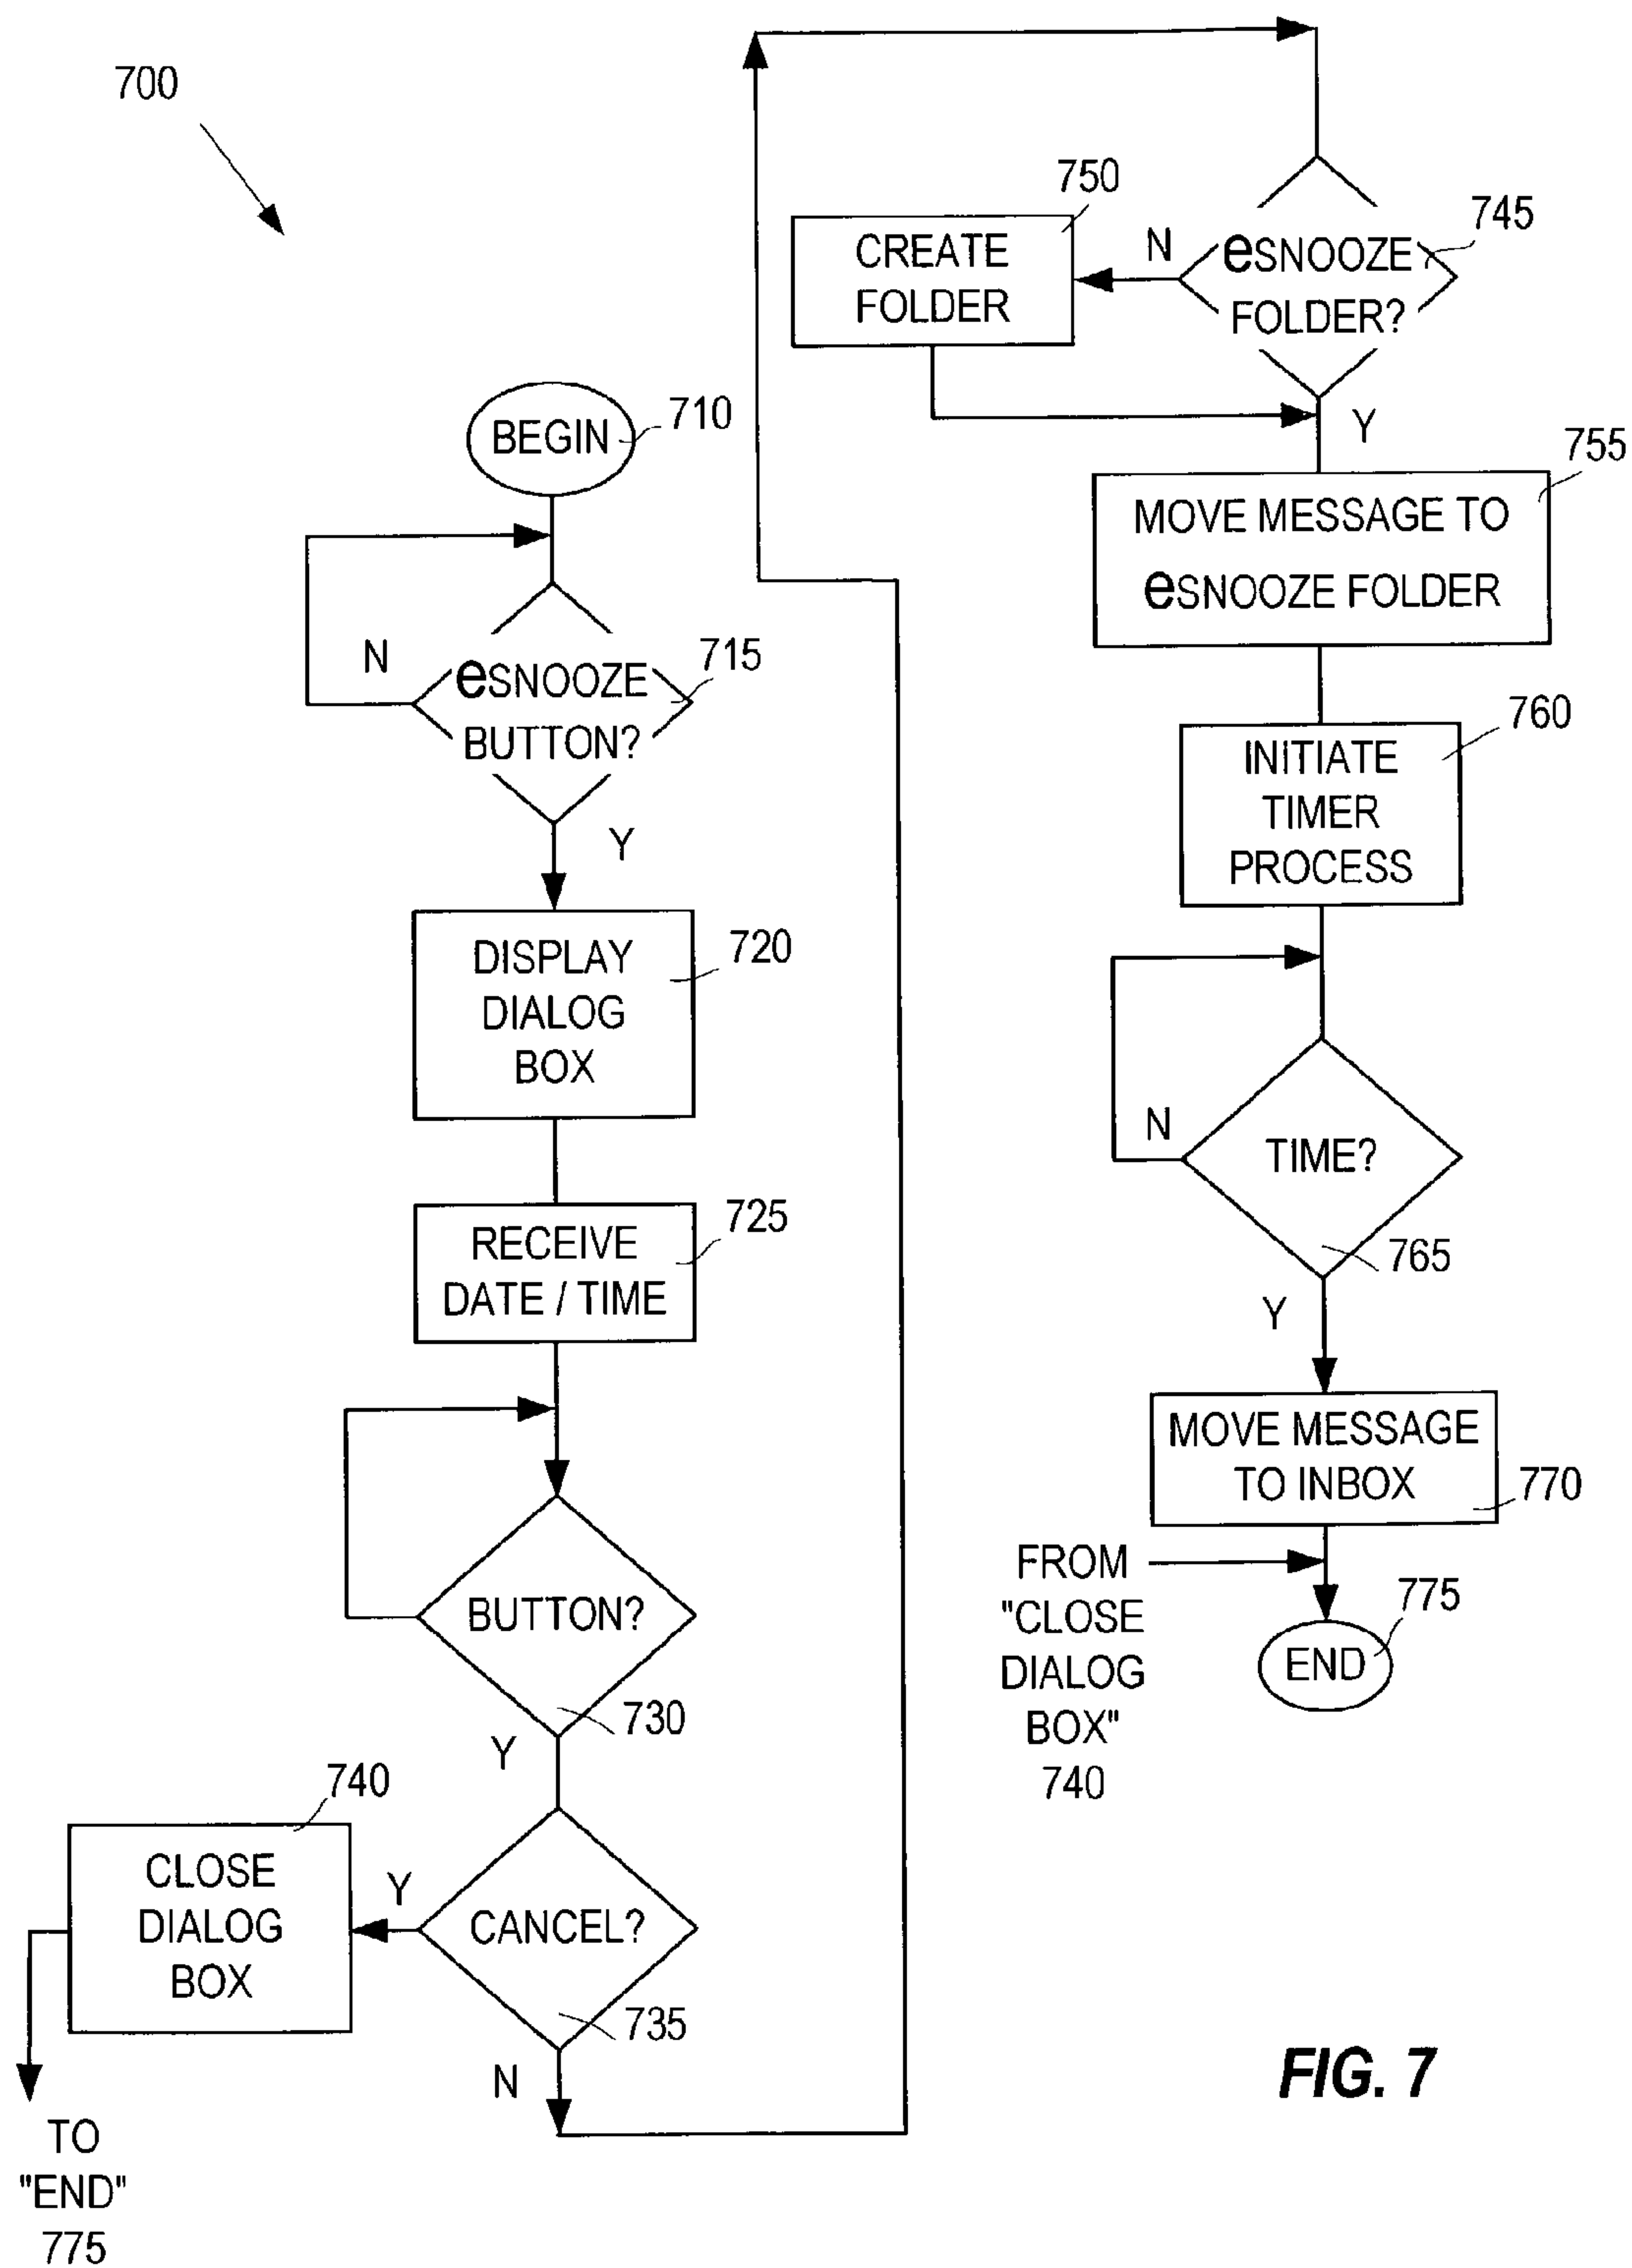 700
BEGIN
710
N
eSNOOZE
BUTTON?
715
Y
DISPLAY
DIALOG
BOX
720
RECEIVE
DATE / TIME
725
BUTTON?
730
Y
CANCEL?
735
Y
740
CLOSE
DIALOG
BOX
TO
"END"
775
N
eSNOOZE
FOLDER?
745
N
750
CREATE
FOLDER
Y
MOVE MESSAGE TO
eSNOOZE FOLDER
755
INITIATE
TIMER
PROCESS
760
N
TIME?
765
Y
MOVE MESSAGE
TO INBOX
770
FROM
"CLOSE
DIALOG
BOX"
740
END
775
FIG. 7